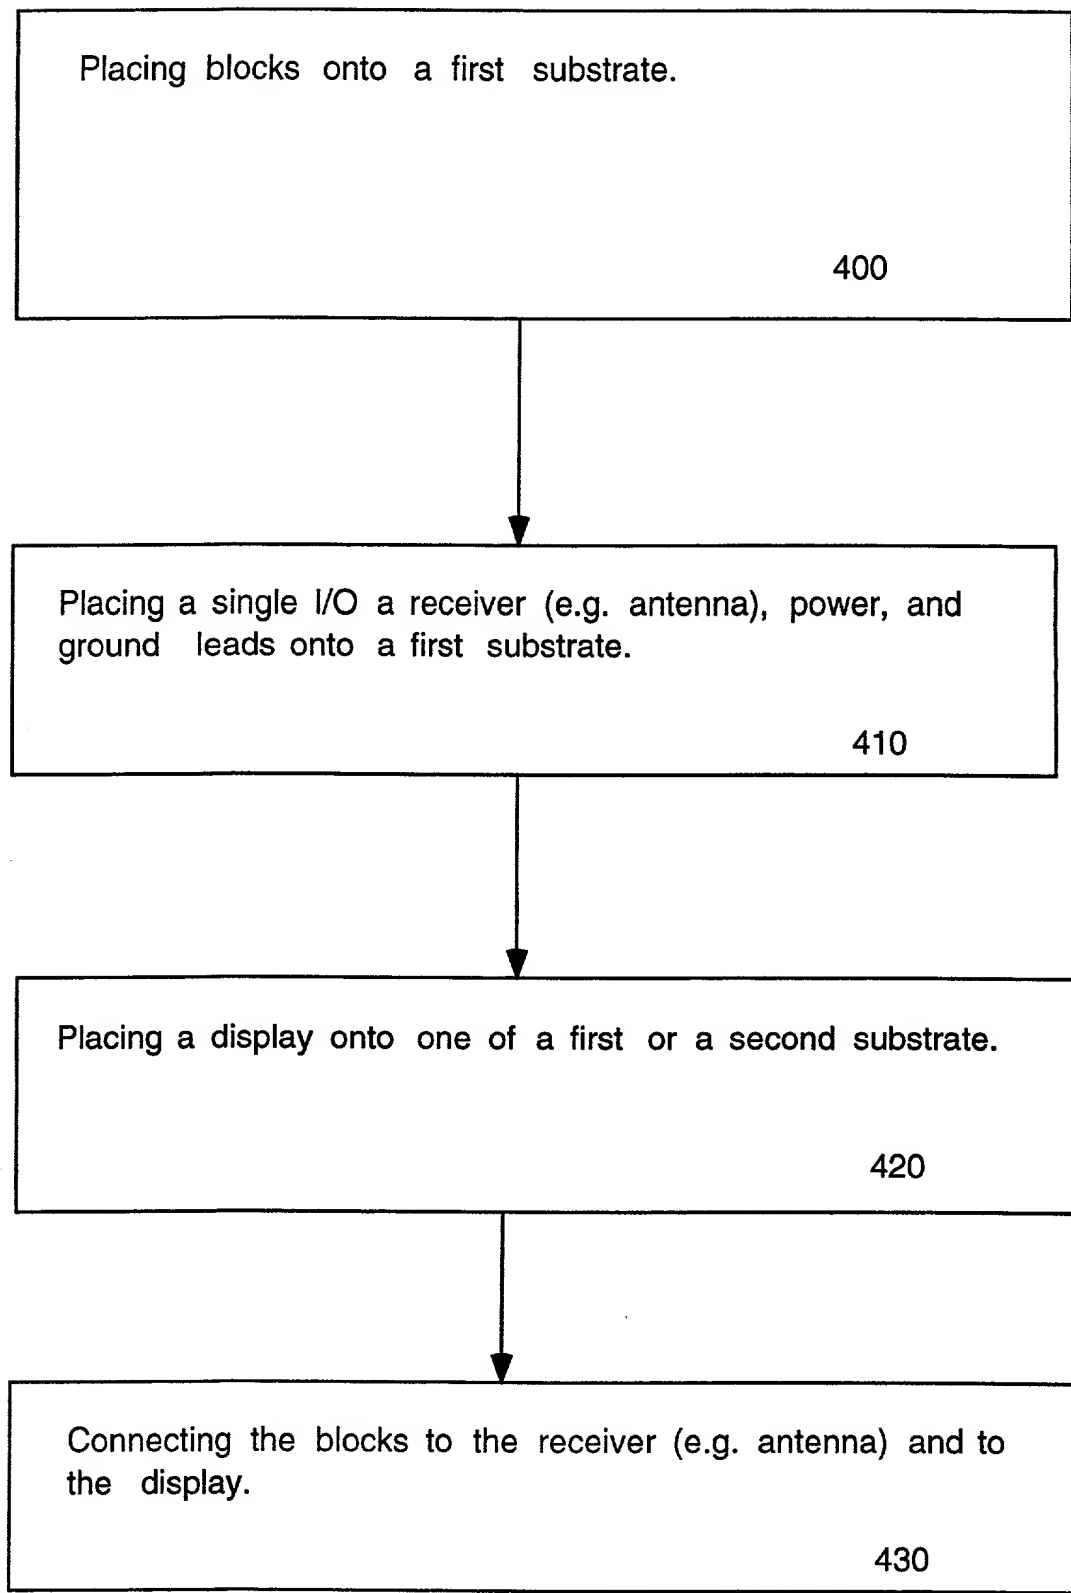 Placing blocks onto a first substrate.
400
Placing a single I/O a receiver (e.g. antenna), power, and
ground leads onto a first substrate.
410
Placing a display onto one of a first or a second substrate.
420
Connecting the blocks to the receiver (e.g. antenna) and to
the display.
430